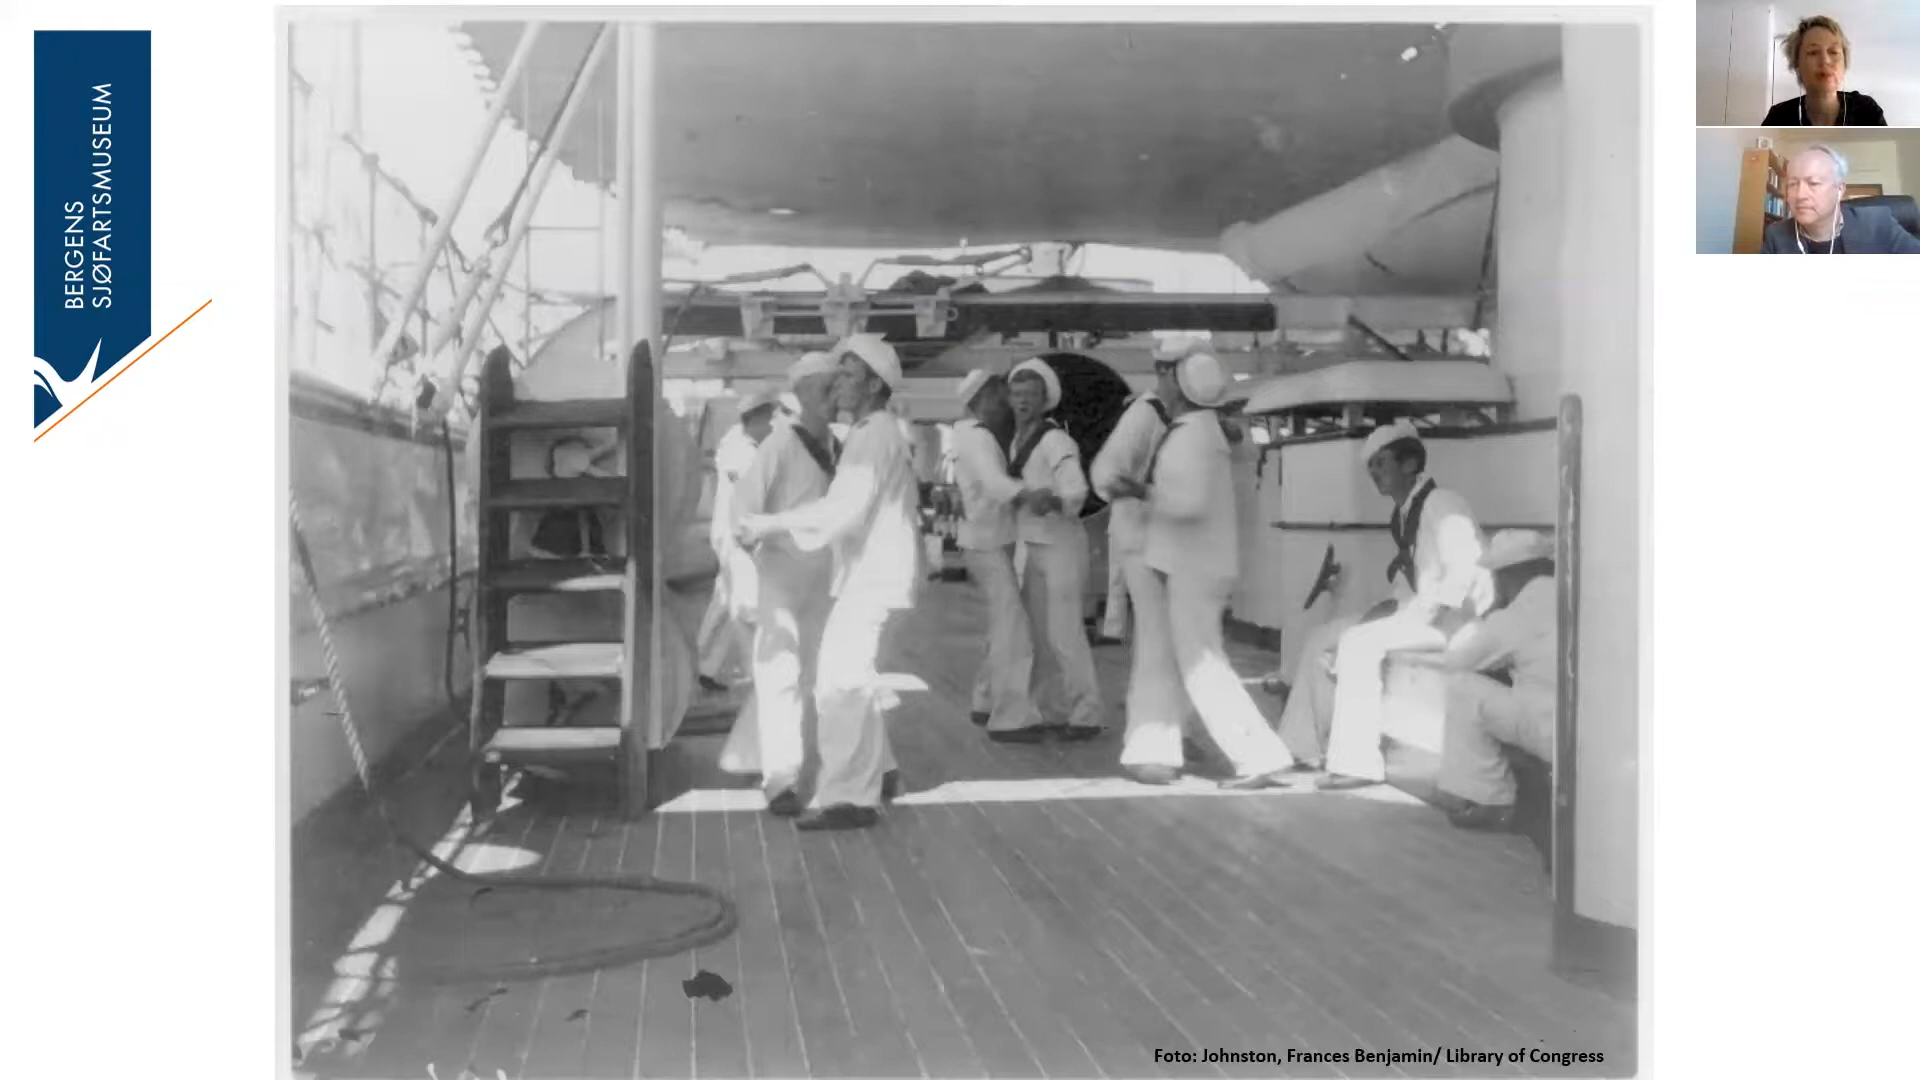 BERGENS
SJØFARTSMUSEUM
Foto: Johnston, Frances Benjamin/ Library of Congress